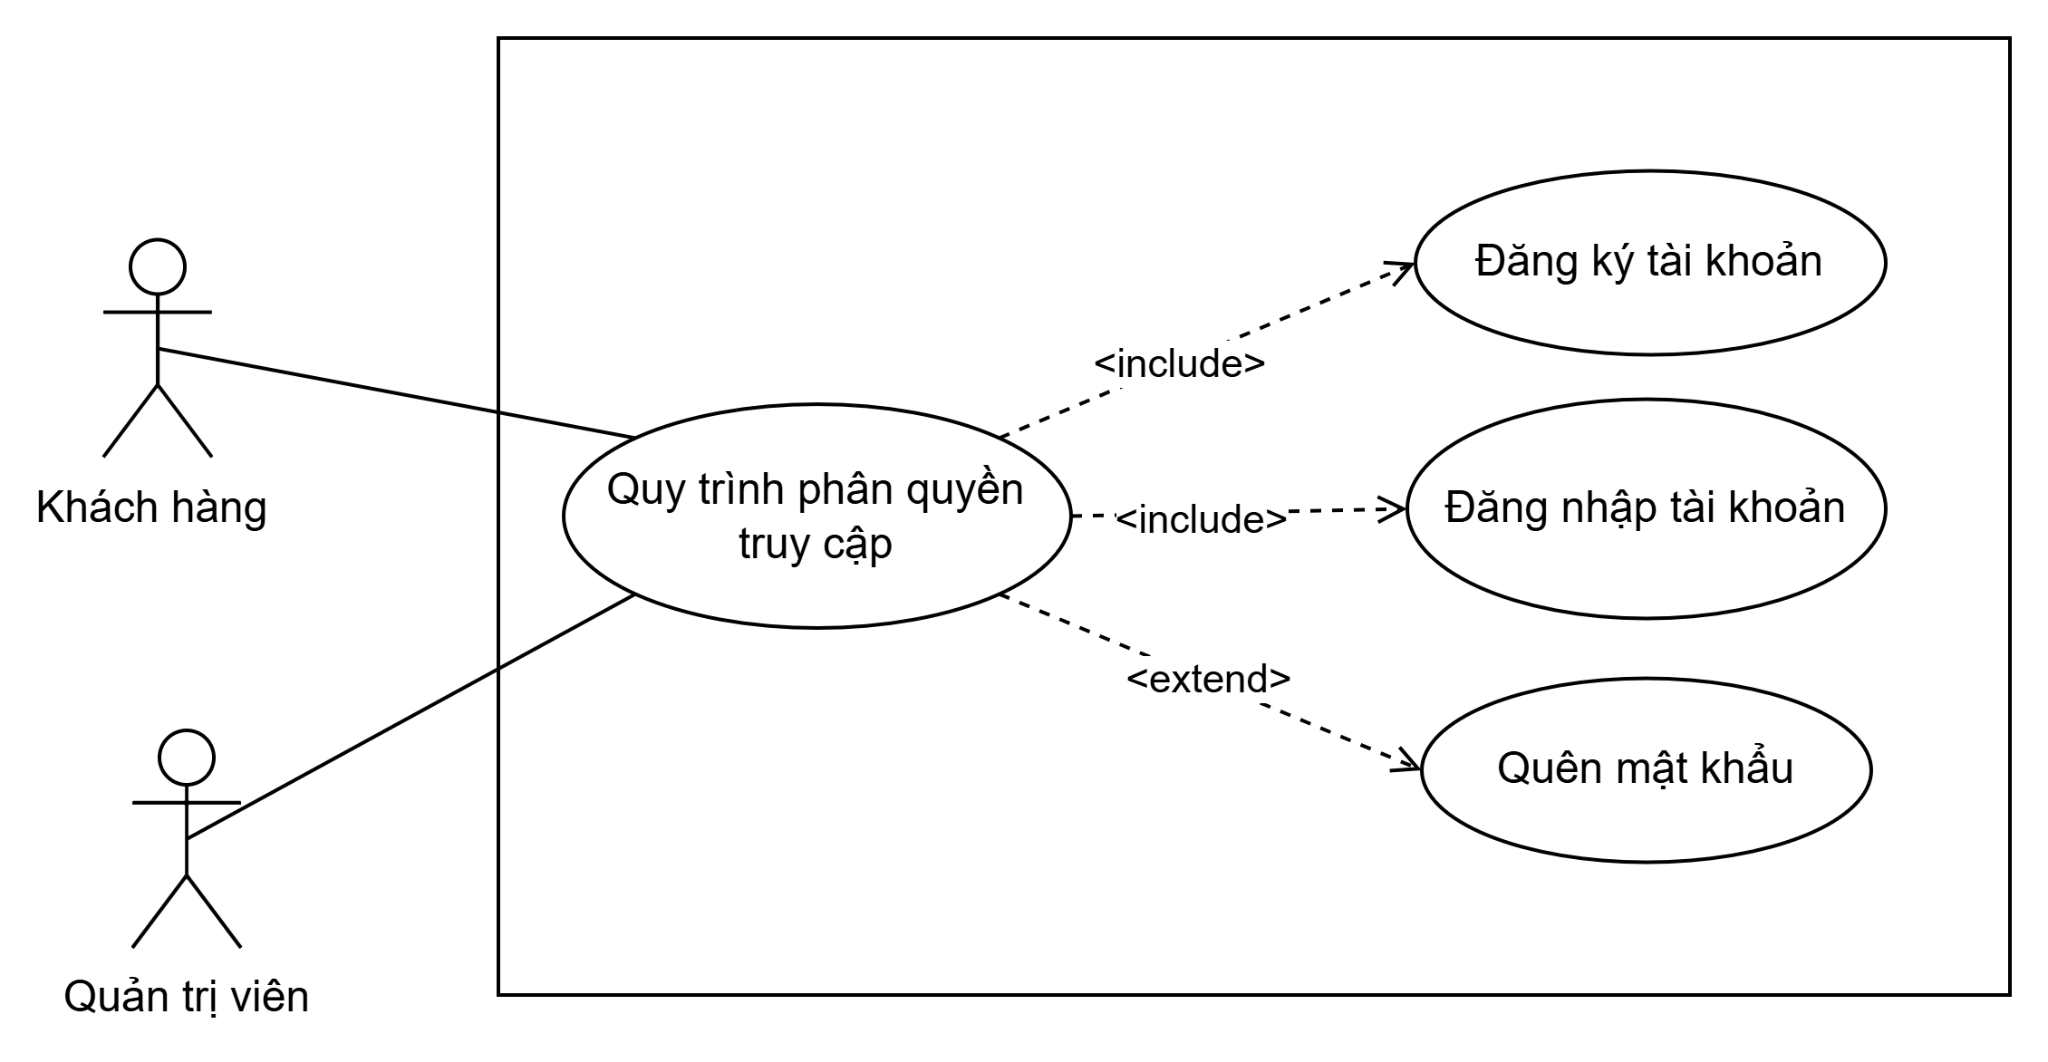 Khách hàng
Quản trị viên
Quy trình phân quyền
truy cập
<include>
<include>
<extend>
Đăng ký tài khoản
Đăng nhập tài khoản
Quên mật khẩu